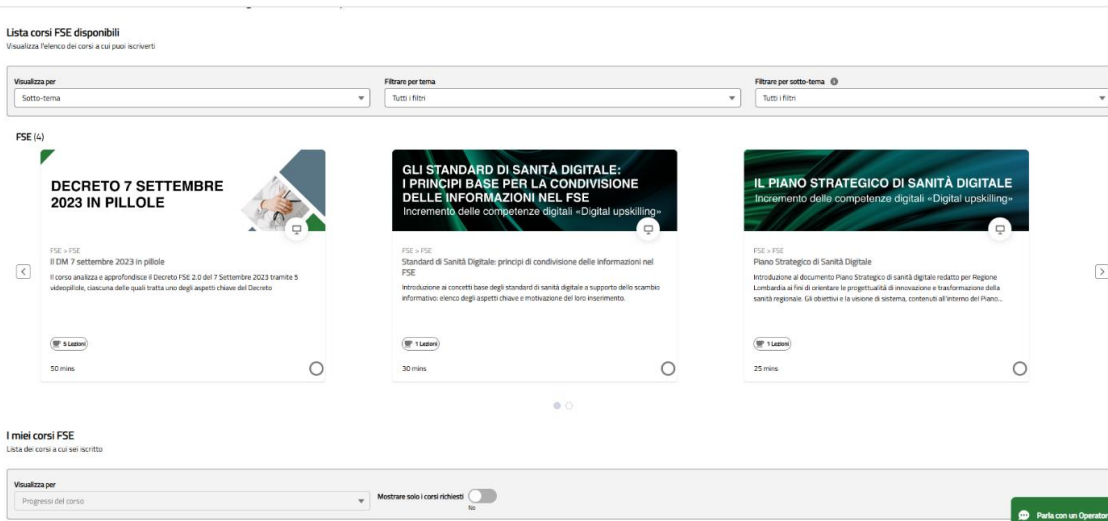 Lista corsi FSE disponibili
Visualizza l'elenco dei corsi a cui puoi iscriverti
Visualizza per
Sotto-tema
Filtrare per tema
Tutti i filtri
Filtrare per sotto-tema
Tutti i filtri
FSE (4)
DECRETO 7 SETTEMBRE
2023 IN PILLOLE
FSE > FSE
Il DM 7 settembre 2023 in pillole
Il corso analizza e approfondisce il Decreto FSE 2.0 del 7 Settembre 2023 tramite 5
videopillole, ciascuna delle quali tratta uno degli aspetti chiave del Decreto
5 Lezioni
50 mins
GLI STANDARD DI SANITÀ DIGITALE:
I PRINCIPI BASE PER LA CONDIVISIONE
DELLE INFORMAZIONI NEL FSE
Incremento delle competenze digitali «Digital upskilling»
FSE > FSE
Standard di Sanità Digitale: principi di condivisione delle informazioni nel
FSE
Introduzione ai concetti base degli standard di sanità digitale a supporto dello scambio
informativo: elenco degli aspetti chiave e motivazione del loro inserimento.
1 Lezioni
30 mins
IL PIANO STRATEGICO DI SANITÀ DIGITALE
Incremento delle competenze digitali «Digital upskilling»
FSE > FSE
Piano Strategico di Sanità Digitale
Introduzione al documento Piano Strategico di sanità digitale redatto per Regione
Lombardia ai fini di orientare le progettualità di innovazione e trasformazione della
sanità regionale. Gli obiettivi e la visione di sistema, contenuti all'interno del Piano...
1 Lezioni
25 mins
I miei corsi FSE
Lista dei corsi a cui sei iscritto
Visualizza per
Progressi del corso
Mostrare solo i corsi richiesti
No
Parla con un Operator